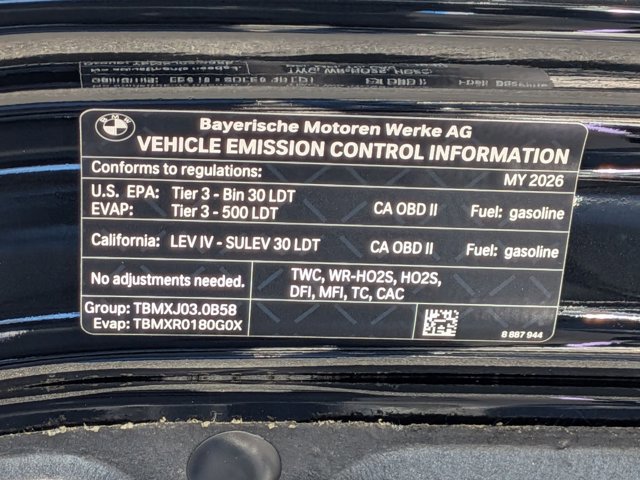 BMW
Bayerische Motoren Werke AG
VEHICLE EMISSION CONTROL INFORMATION
Conforms to regulations: MY 2026
U.S. EPA: Tier 3 - Bin 30 LDT
EVAP: Tier 3 - 500 LDT CA OBD II Fuel: gasoline
California: LEV IV - SULEV 30 LDT CA OBD II Fuel: gasoline
No adjustments needed. TWC, WR-HO2S, HO2S,
DFI, MFI, TC, CAC
Group: TBMXJ03.0B58
Evap: TBMXR0180G0X
8 887 944